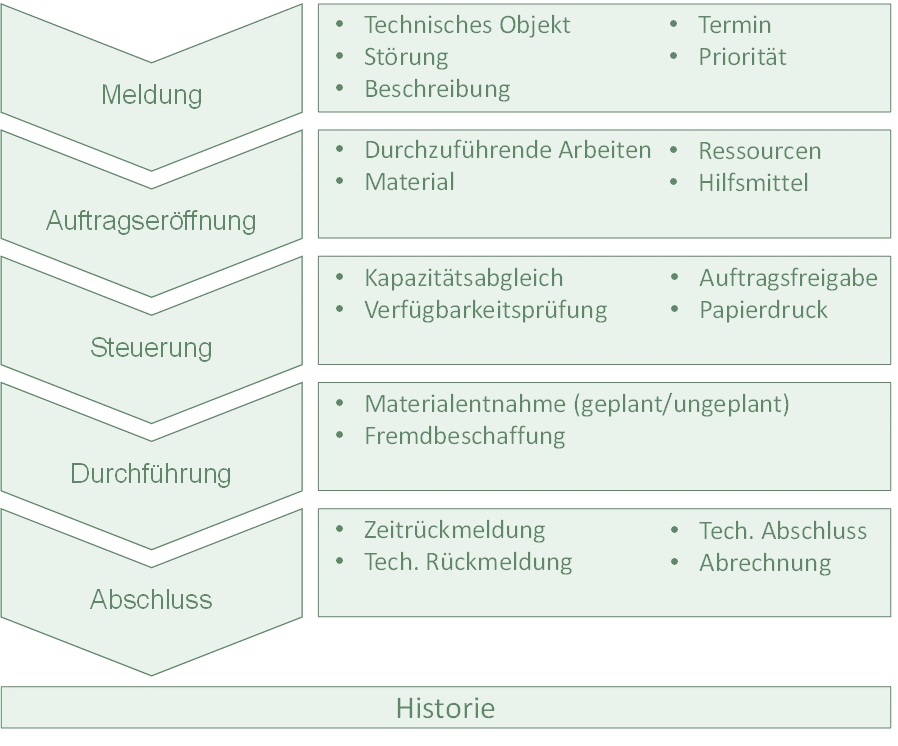 Meldung
• Technisches Objekt
• Störung
• Beschreibung
• Termin
• Priorität
Auftragseröffnung
• Durchzuführende Arbeiten
• Material
• Ressourcen
• Hilfsmittel
Steuerung
• Kapazitätsabgleich
• Verfügbarkeitsprüfung
• Auftragsfreigabe
• Papierdruck
Durchführung
• Materialentnahme (geplant/ungeplant)
• Fremdbeschaffung
Abschluss
• Zeitrückmeldung
• Tech. Rückmeldung
• Tech. Abschluss
• Abrechnung
Historie